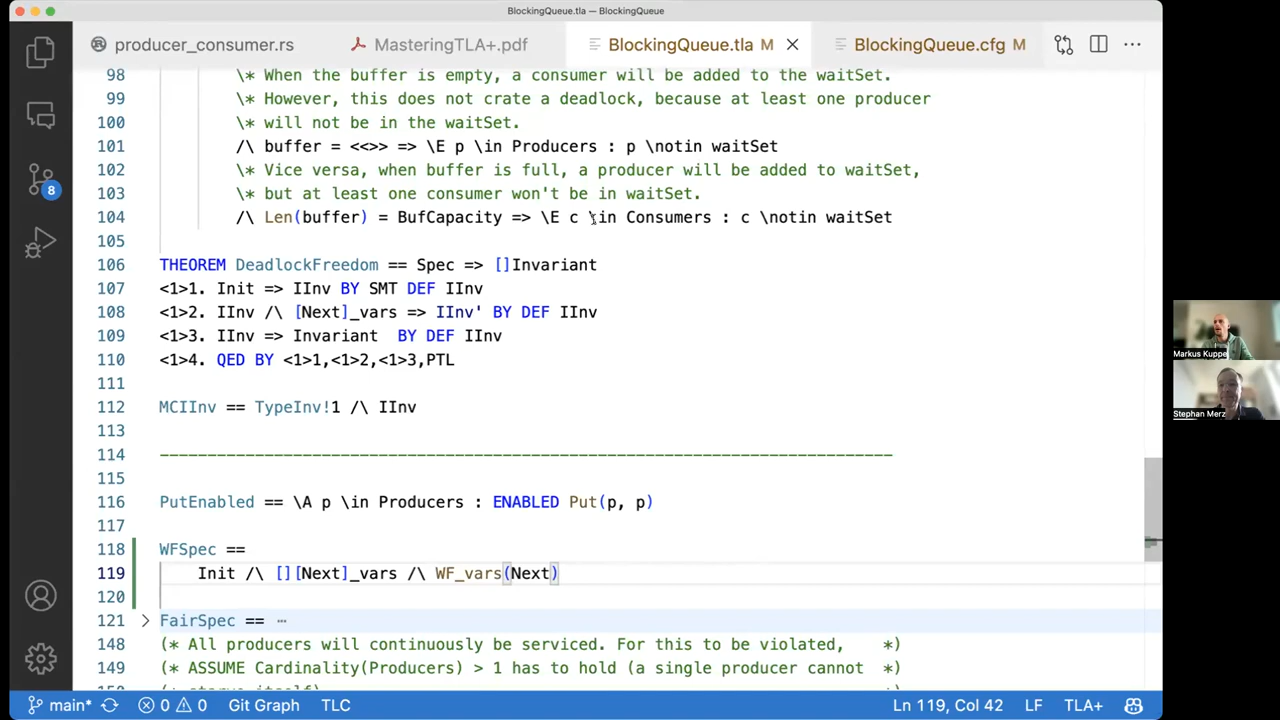 BlockingQueue.tla — BlockingQueue
producer_consumer.rs MasteringTLA+.pdf BlockingQueue.tla M BlockingQueue.cfg M
98 \* When the buffer is empty, a consumer will be added to the waitSet.
99 \* However, this does not crate a deadlock, because at least one producer
100 \* will not be in the waitSet.
101 /\ buffer = <<>> => \E p \in Producers : p \notin waitSet
102 \* Vice versa, when buffer is full, a producer will be added to waitSet,
103 \* but at least one consumer won't be in waitSet.
104 /\ Len(buffer) = BufCapacity => \E c \in Consumers : c \notin waitSet
105
106 THEOREM DeadlockFreedom == Spec => []Invariant
107 <1>1. Init => IInv BY SMT DEF IInv
108 <1>2. IInv /\ [Next]_vars => IInv' BY DEF IInv
109 <1>3. IInv => Invariant BY DEF IInv
110 <1>4. QED BY <1>1,<1>2,<1>3,PTL
111
112 MCIInv == TypeInv!1 /\ IInv
113
114 -----------------------------------------------------------------------------
115
116 PutEnabled == \A p \in Producers : ENABLED Put(p, p)
117
118 WFSpec ==
119 Init /\ [][Next]_vars /\ WF_vars(Next)
120
121 FairSpec == ⋯
148 (* All producers will continuously be serviced. For this to be violated, *)
149 (* ASSUME Cardinality(Producers) > 1 has to hold (a single producer cannot *)
8
Markus Kuppe
Stephan Merz
main* 0 0 Git Graph TLC Ln 119, Col 42 LF TLA+